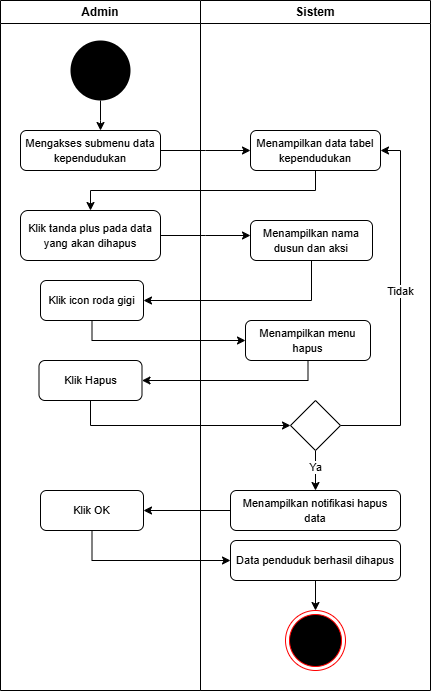 Admin
Sistem
Mengakses submenu data
kependudukan
Menampilkan data tabel
kependudukan
Klik tanda plus pada data
yang akan dihapus
Menampilkan nama
dusun dan aksi
Tidak
Klik icon roda gigi
Menampilkan menu
hapus
Klik Hapus
Ya
Menampilkan notifikasi hapus
data
Klik OK
Data penduduk berhasil dihapus